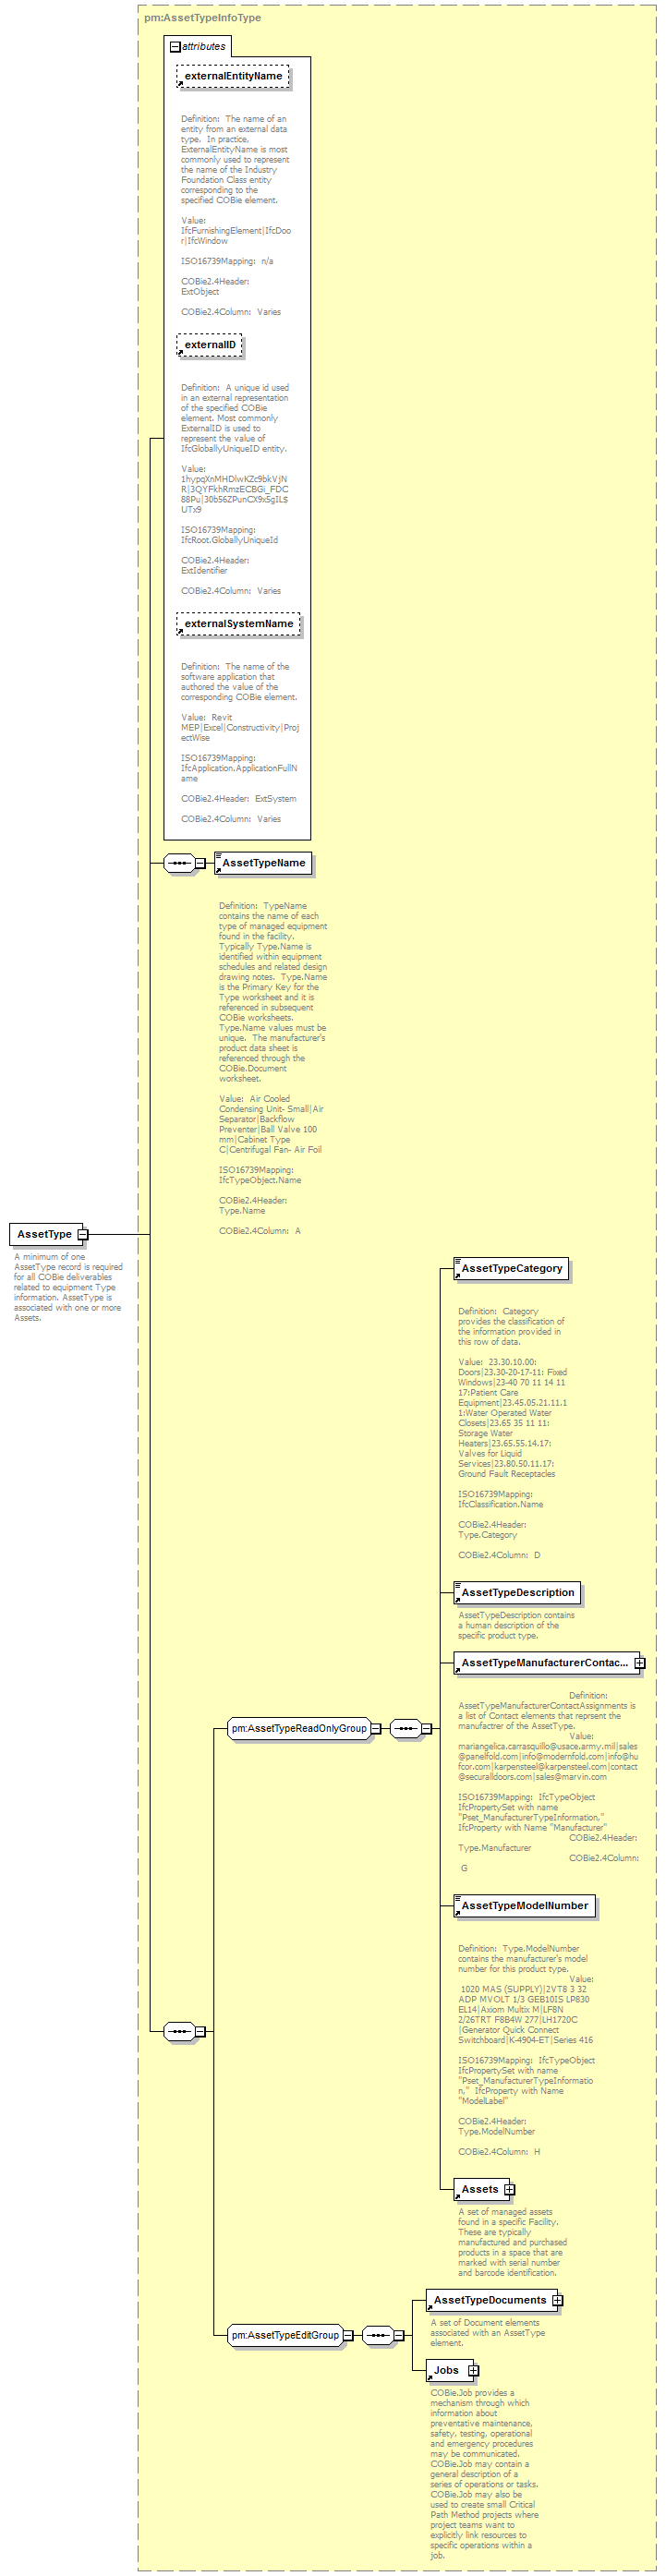 pm:AssetTypeInfoType
attributes
externalEntityName
Definition:  The name of an
entity from an external data
type.  In practice,
ExternalEntityName is most
commonly used to represent
the name of the Industry
Foundation Class entity
corresponding to the
specified COBie element.
Value:
IfcFurnishingElement|IfcDoo
r|IfcWindow
ISO16739Mapping:  n/a
COBie2.4Header:
ExtObject
COBie2.4Column:  Varies
externalID
Definition:  A unique id used
in an external representation
of the specified COBie
element. Most commonly
ExternalID is used to
represent the value of
IfcGloballyUniqueID entity.
Value:
1hypqXnMHDlwKZc9bkVjN
R|3QYFkhRmzECBGi_FDC
88Pu|30b56ZPunCX9x5gIL$
UTx9
ISO16739Mapping:
IfcRoot.GloballyUniqueId
COBie2.4Header:
ExtIdentifier
COBie2.4Column:  Varies
externalSystemName
Definition:  The name of the
software application that
authored the value of the
corresponding COBie element.
Value:  Revit
MEP|Excel|Constructivity|Proj
ectWise
ISO16739Mapping:
IfcApplication.ApplicationFullN
ame
COBie2.4Header:  ExtSystem
COBie2.4Column:  Varies
AssetTypeName
Definition:  TypeName
contains the name of each
type of managed equipment
found in the facility.
Typically Type.Name is
identified within equipment
schedules and related design
drawing notes.  Type.Name
is the Primary Key for the
Type worksheet and it is
referenced in subsequent
COBie worksheets.
Type.Name values must be
unique.  The manufacturer's
product data sheet is
referenced through the
COBie.Document
worksheet.
Value:  Air Cooled
Condensing Unit- Small|Air
Separator|Backflow
Preventer|Ball Valve 100
mm|Cabinet Type
C|Centrifugal Fan- Air Foil
ISO16739Mapping:
IfcTypeObject.Name
COBie2.4Header:
Type.Name
COBie2.4Column:  A
AssetType
A minimum of one
AssetType record is required
for all COBie deliverables
related to equipment Type
information. AssetType is
associated with one or more
Assets.
AssetTypeCategory
Definition:  Category
provides the classification of
the information provided in
this row of data.
Value:  23.30.10.00:
Doors|23.30-20-17-11: Fixed
Windows|23-40 70 11 14 11
17:Patient Care
Equipment|23.45.05.21.11.1
1:Water Operated Water
Closets|23.65 35 11 11:
Storage Water
Heaters|23.65.55.14.17:
Valves for Liquid
Services|23.80.50.11.17:
Ground Fault Receptacles
ISO16739Mapping:
IfcClassification.Name
COBie2.4Header:
Type.Category
COBie2.4Column:  D
AssetTypeDescription
AssetTypeDescription contains
a human description of the
specific product type.
AssetTypeManufacturerContac...
Definition:
AssetTypeManufacturerContactAssignments is
a list of Contact elements that reprsent the
manufactrer of the AssetType.
Value:
mariangelica.carrasquillo@usace.army.mil|sales
@panelfold.com|info@modernfold.com|info@hu
fcor.com|karpensteel@karpensteel.com|contact
@securalldoors.com|sales@marvin.com
ISO16739Mapping:  IfcTypeObject
IfcPropertySet with name
"Pset_ManufacturerTypeInformation,"
IfcProperty with Name "Manufacturer"
COBie2.4Header:
Type.Manufacturer
COBie2.4Column:
G
pm:AssetTypeReadOnlyGroup
AssetTypeModelNumber
Definition:  Type.ModelNumber
contains the manufacturer's model
number for this product type.
Value:
1020 MAS (SUPPLY)|2VT8 3 32
ADP MVOLT 1/3 GEB10IS LP830
EL14|Axiom Multix M|LF8N
2/26TRT F8B4W 277|LH1720C
|Generator Quick Connect
Switchboard|K-4904-ET|Series 416
ISO16739Mapping:  IfcTypeObject
IfcPropertySet with name
"Pset_ManufacturerTypeInformatio
n,"  IfcProperty with Name
"ModelLabel"
COBie2.4Header:
Type.ModelNumber
COBie2.4Column:  H
Assets
A set of managed assets
found in a specific Facility.
These are typically
manufactured and purchased
products in a space that are
marked with serial number
and barcode identification.
pm:AssetTypeEditGroup
AssetTypeDocuments
A set of Document elements
associated with an AssetType
element.
Jobs
COBie.Job provides a
mechanism through which
information about
preventative maintenance,
safety, testing, operational
and emergency procedures
may be communicated.
COBie.Job may contain a
general description of a
series of operations or tasks.
COBie.Job may also be
used to create small Critical
Path Method projects where
project teams want to
explicitly link resources to
specific operations within a
job.